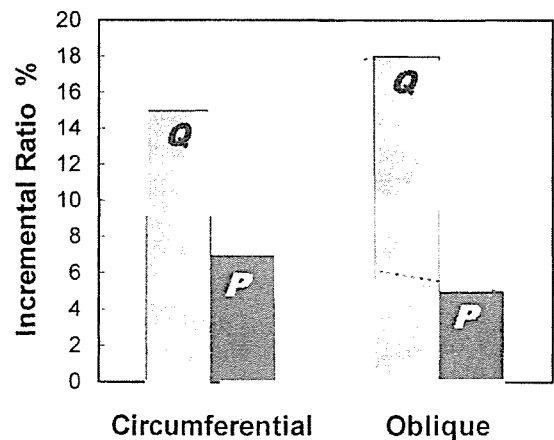 Incremental Ratio %
20
18
16
14
12
10
8
6
4
2
0
Q
P
Q
P
Circumferential
Oblique